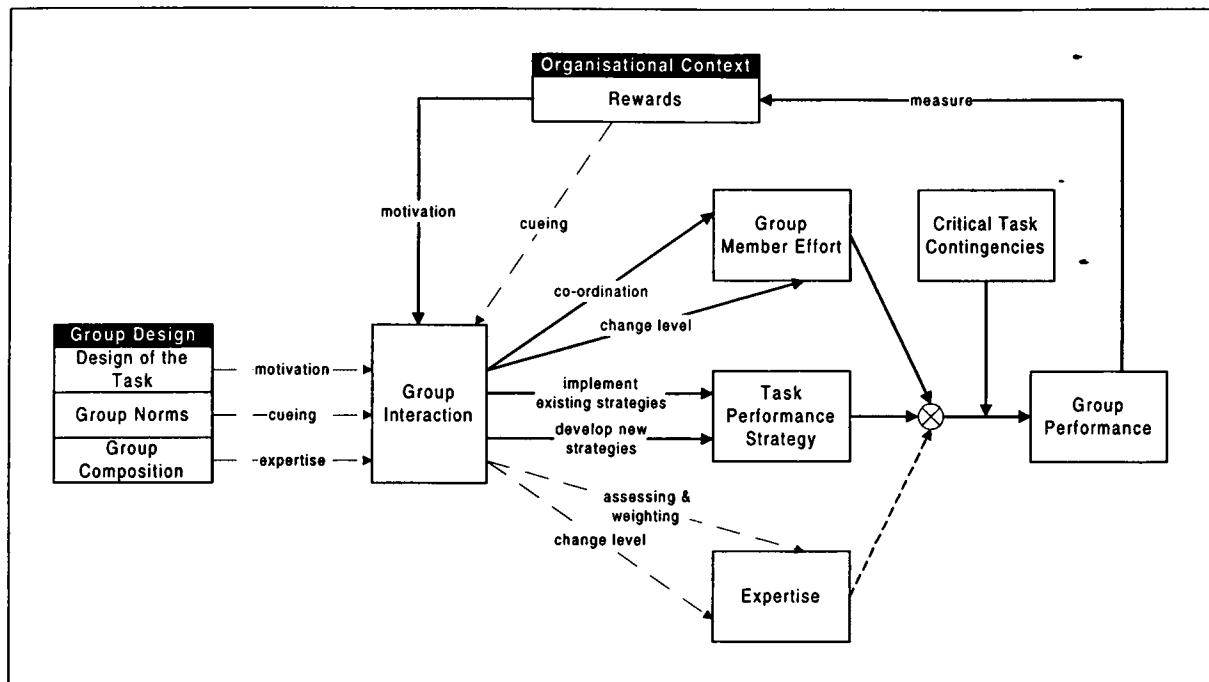 Organisational Context
Rewards
measure
motivation
cueing
Group
Member Effort
Critical Task
Contingencies
co-ordination
change level
Group Design
Design of the
Task
Group Norms
Group
Composition
motivation
cueing
expertise
Group
Interaction
implement
existing strategies
develop new
strategies
Task
Performance
Strategy
Group
Performance
assessing &
weighting
change level
Expertise